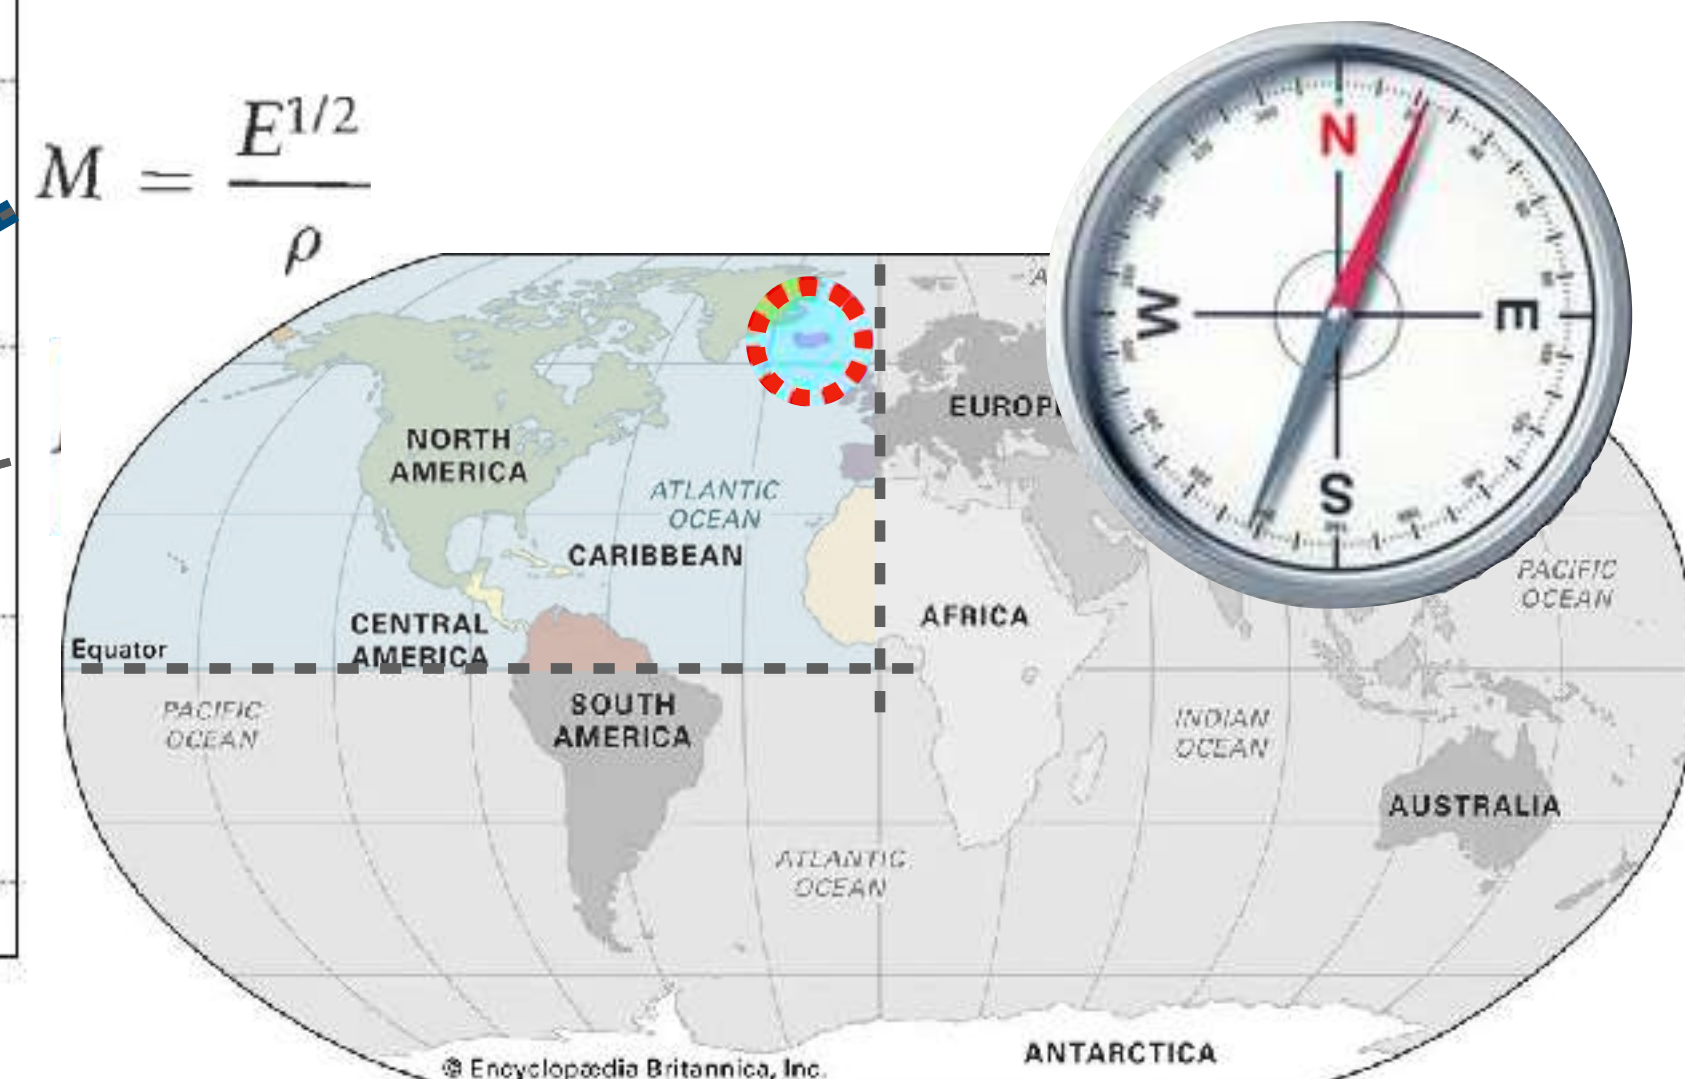 M = E^{1/2} / ρ
N
W
E
S
EUROP
NORTH
AMERICA
ATLANTIC
OCEAN
CARIBBEAN
PACIFIC
OCEAN
AFRICA
CENTRAL
AMERICA
Equator
SOUTH
AMERICA
PACIFIC
OCEAN
INDIAN
OCEAN
AUSTRALIA
ATLANTIC
OCEAN
ANTARCTICA
© Encyclopædia Britannica, Inc.